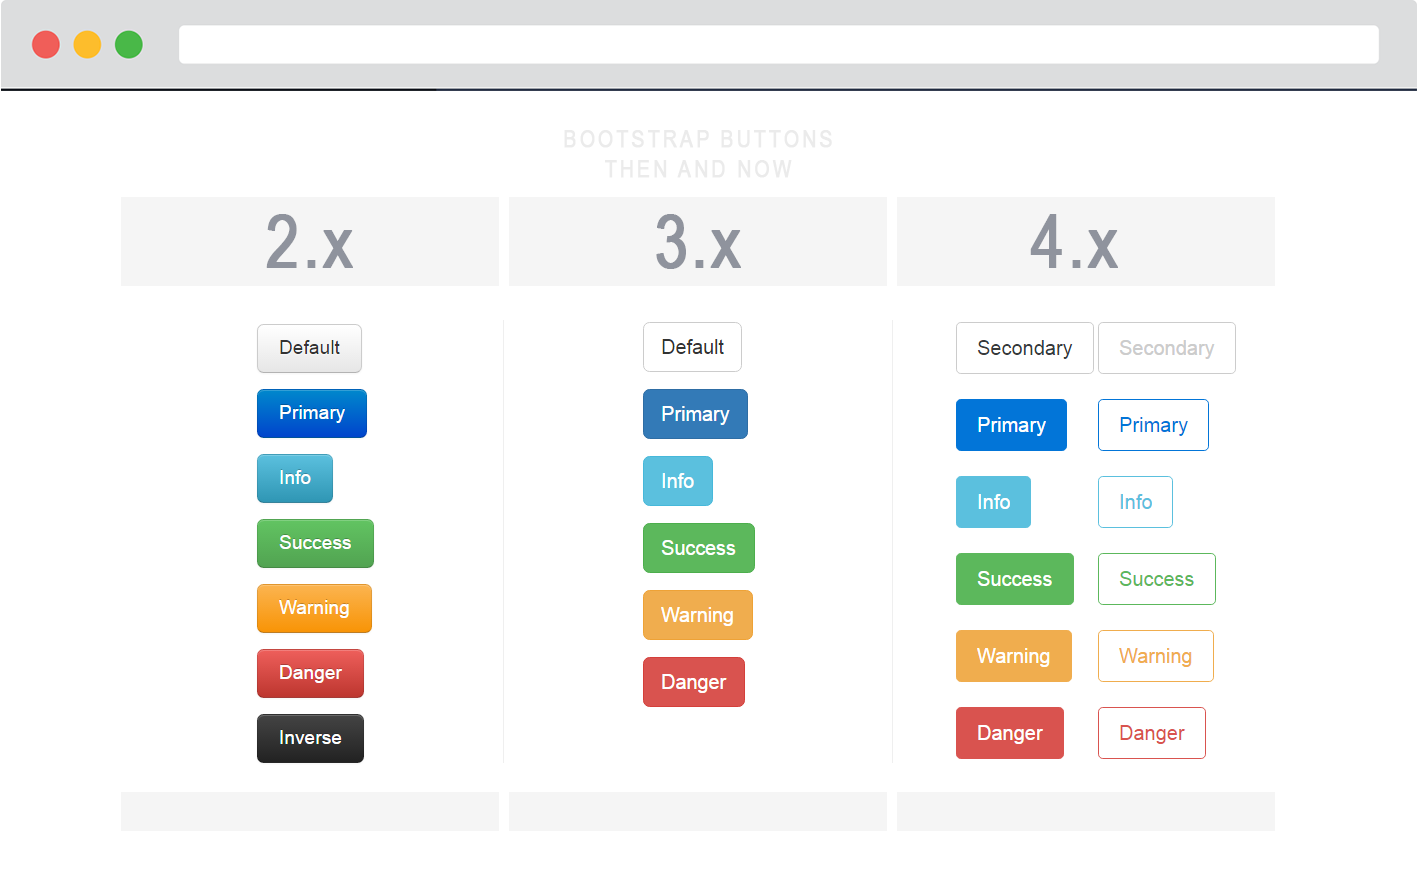 BOOTSTRAP BUTTONS
THEN AND NOW
2.x
3.x
4.x
Default
Primary
Info
Success
Warning
Danger
Inverse
Default
Primary
Info
Success
Warning
Danger
Secondary Secondary
Primary Primary
Info Info
Success Success
Warning Warning
Danger Danger